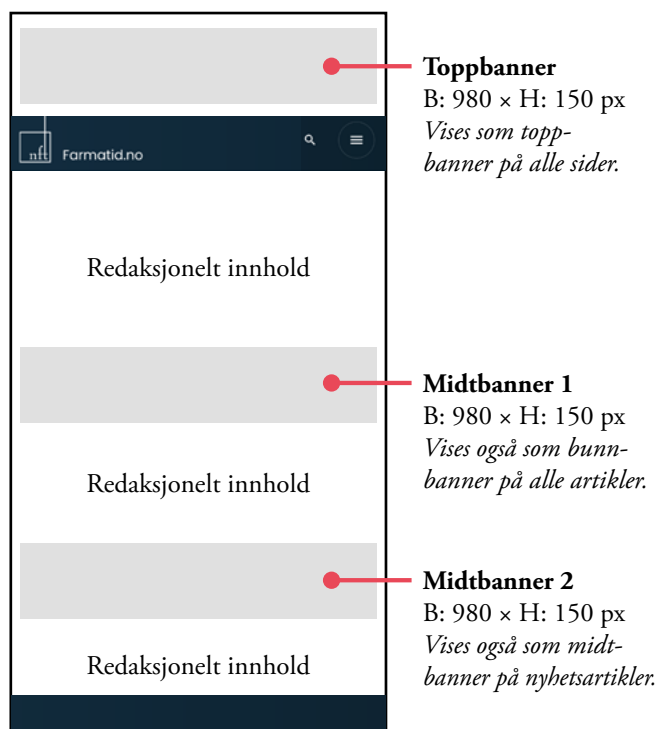 Toppbanner
B: 980 × H: 150 px
Vises som topp-
banner på alle sider.
nft
Farmatid.no
Redaksjonelt innhold
Midtbanner 1
B: 980 × H: 150 px
Vises også som bunn-
banner på alle artikler.
Redaksjonelt innhold
Midtbanner 2
B: 980 × H: 150 px
Vises også som midt-
banner på nyhetsartikler.
Redaksjonelt innhold